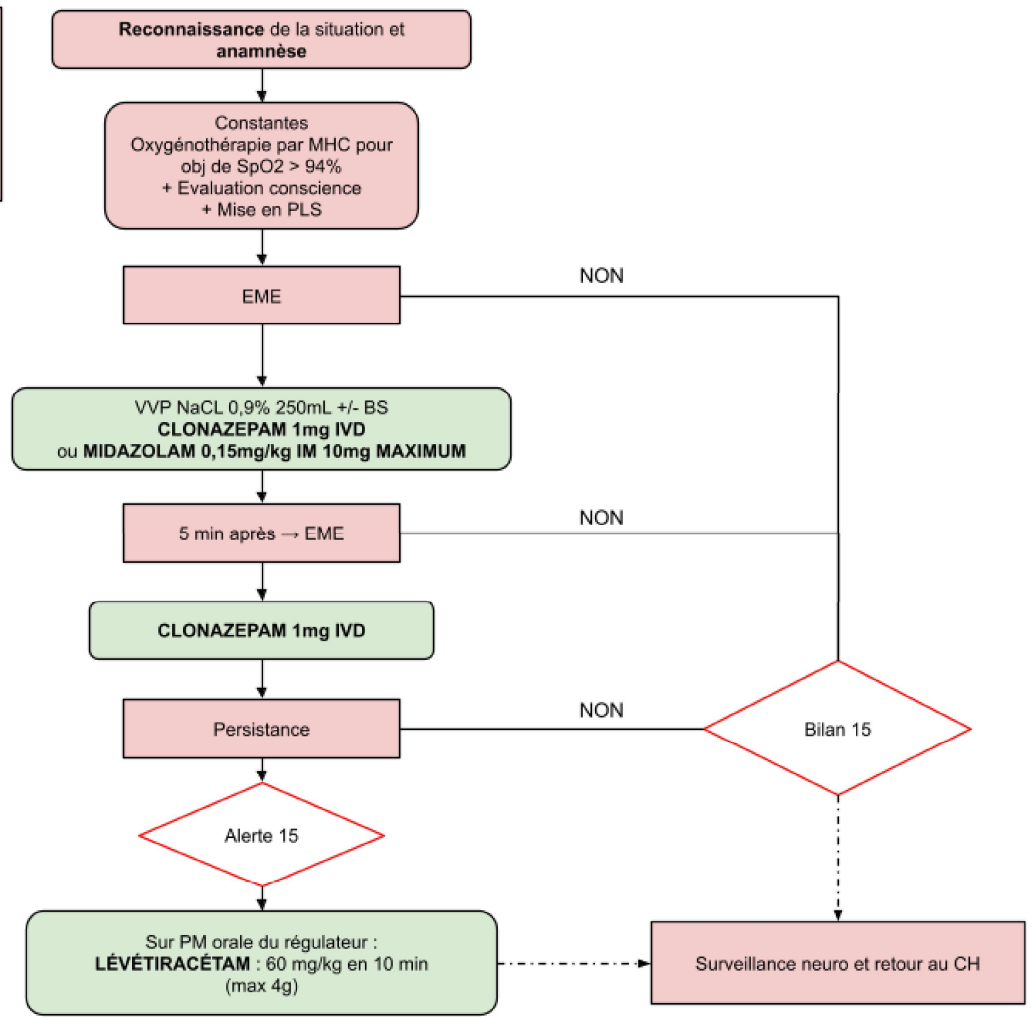 Reconnaissance de la situation et
anamnèse
Constantes
Oxygénothérapie par MHC pour
obj de SpO2 > 94%
+ Evaluation conscience
+ Mise en PLS
EME
NON
VVP NaCL 0,9% 250mL +/- BS
CLONAZEPAM 1mg IVD
ou MIDAZOLAM 0,15mg/kg IM 10mg MAXIMUM
5 min après → EME
NON
CLONAZEPAM 1mg IVD
Persistance
NON
Bilan 15
Alerte 15
Sur PM orale du régulateur :
LÉVÉTIRACÉTAM : 60 mg/kg en 10 min
(max 4g)
Surveillance neuro et retour au CH